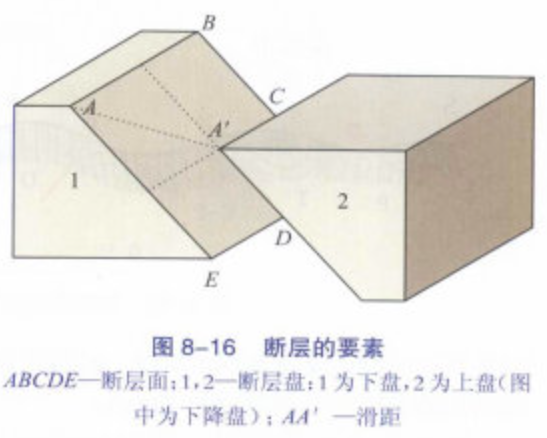 B
A
C
A′
1
2
D
E
图 8-16 断层的要素
ABCDE—断层面；1，2—断层盘：1 为下盘，2 为上盘（图
中为下降盘）；AA′ —滑距